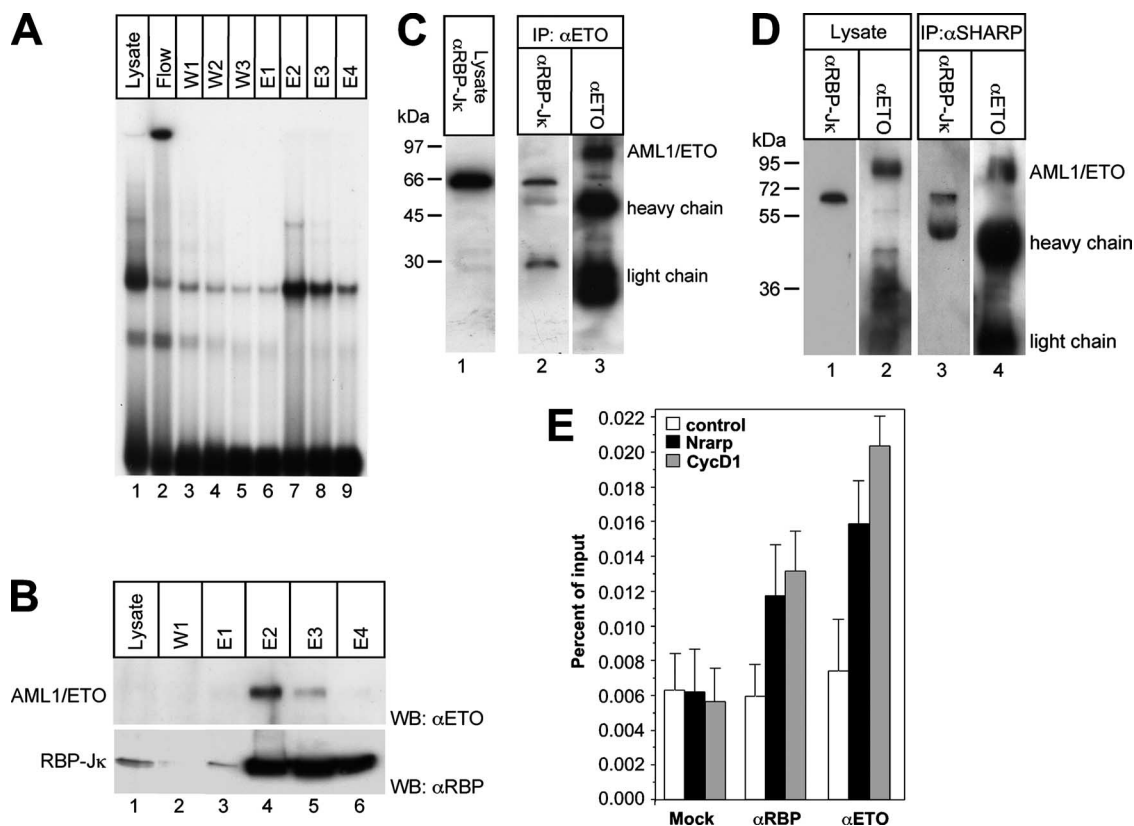 A
Lysate Flow W1 W2 W3 E1 E2 E3 E4
1 2 3 4 5 6 7 8 9
B
Lysate W1 E1 E2 E3 E4
AML1/ETO
WB: αETO
RBP-Jκ
WB: αRBP
1 2 3 4 5 6
C
Lysate
αRBP-Jκ
IP: αETO
αRBP-Jκ αETO
kDa
97
66
45
30
AML1/ETO
heavy chain
light chain
1 2 3
D
Lysate IP:αSHARP
αRBP-Jκ αETO αRBP-Jκ αETO
kDa
95
72
55
36
AML1/ETO
heavy chain
light chain
1 2 3 4
E
control
Nrarp
CycD1
Percent of input
0.022
0.020
0.018
0.016
0.014
0.012
0.010
0.008
0.006
0.004
0.002
0.000
Mock αRBP αETO